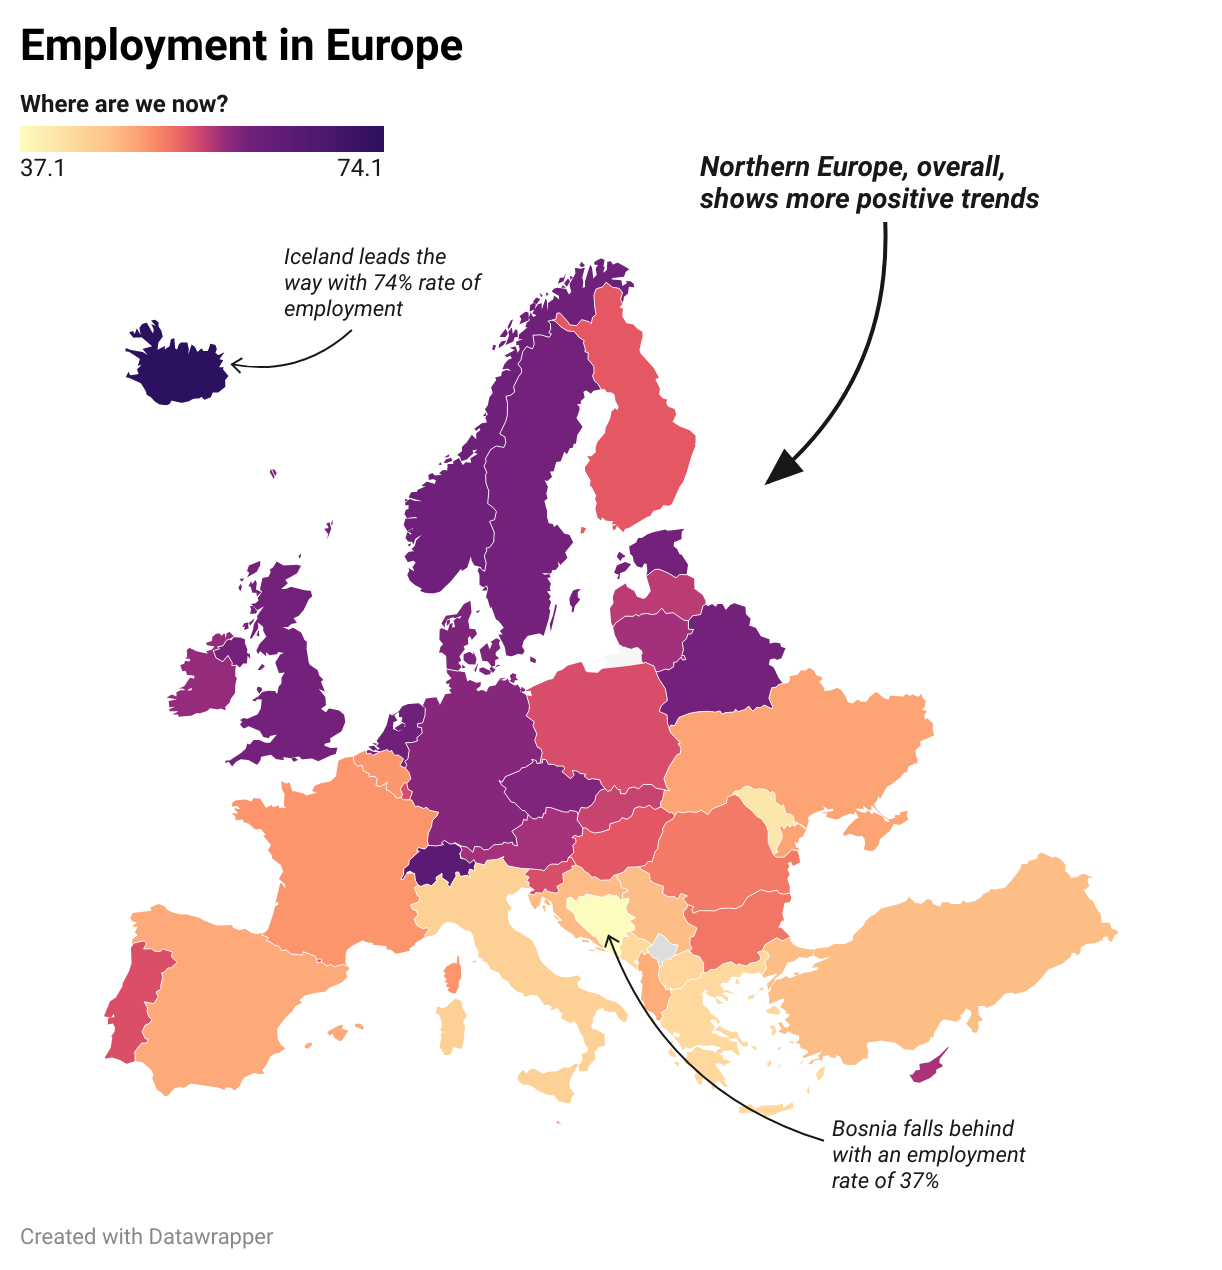 Employment in Europe
Where are we now?
37.1 74.1
Northern Europe, overall,
shows more positive trends
Iceland leads the
way with 74% rate of
employment
Bosnia falls behind
with an employment
rate of 37%
Created with Datawrapper